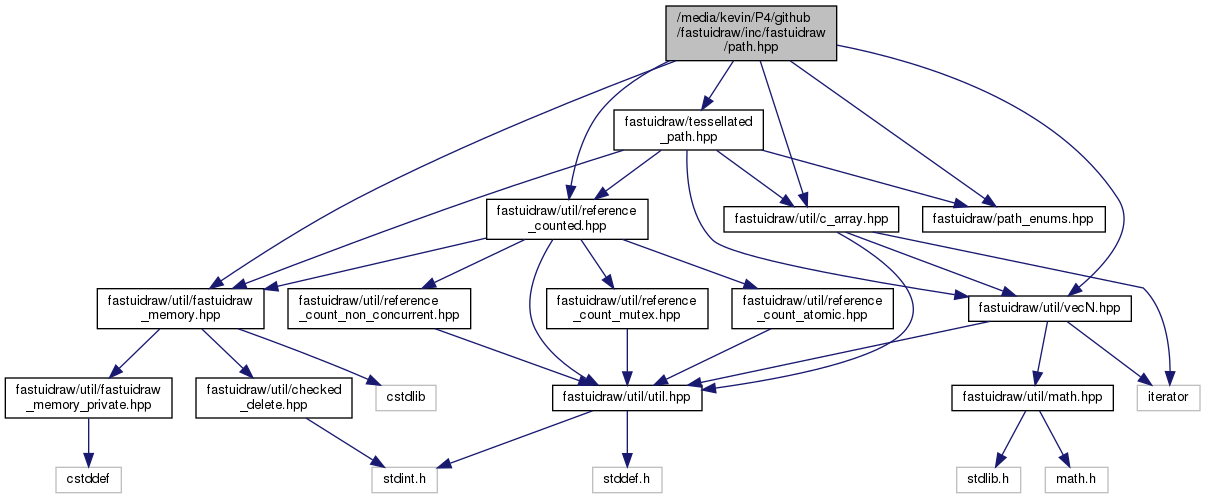 /media/kevin/P4/github
/fastuidraw/inc/fastuidraw
/path.hpp
fastuidraw/tessellated
_path.hpp
fastuidraw/util/reference
_counted.hpp
fastuidraw/util/c_array.hpp
fastuidraw/path_enums.hpp
fastuidraw/util/fastuidraw
_memory.hpp
fastuidraw/util/reference
_count_non_concurrent.hpp
fastuidraw/util/reference
_count_mutex.hpp
fastuidraw/util/reference
_count_atomic.hpp
fastuidraw/util/vecN.hpp
fastuidraw/util/fastuidraw
_memory_private.hpp
fastuidraw/util/checked
_delete.hpp
cstdlib
fastuidraw/util/util.hpp
fastuidraw/util/math.hpp
iterator
cstddef
stdint.h
stddef.h
stdlib.h
math.h